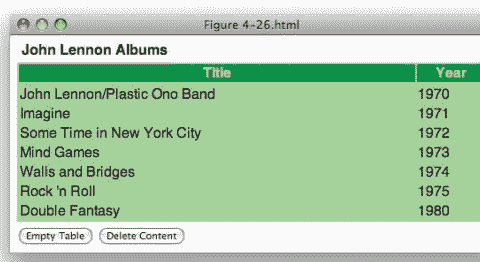 Figure 4-26.html
John Lennon Albums
Title Year
John Lennon/Plastic Ono Band 1970
Imagine 1971
Some Time in New York City 1972
Mind Games 1973
Walls and Bridges 1974
Rock 'n Roll 1975
Double Fantasy 1980
Empty Table Delete Content